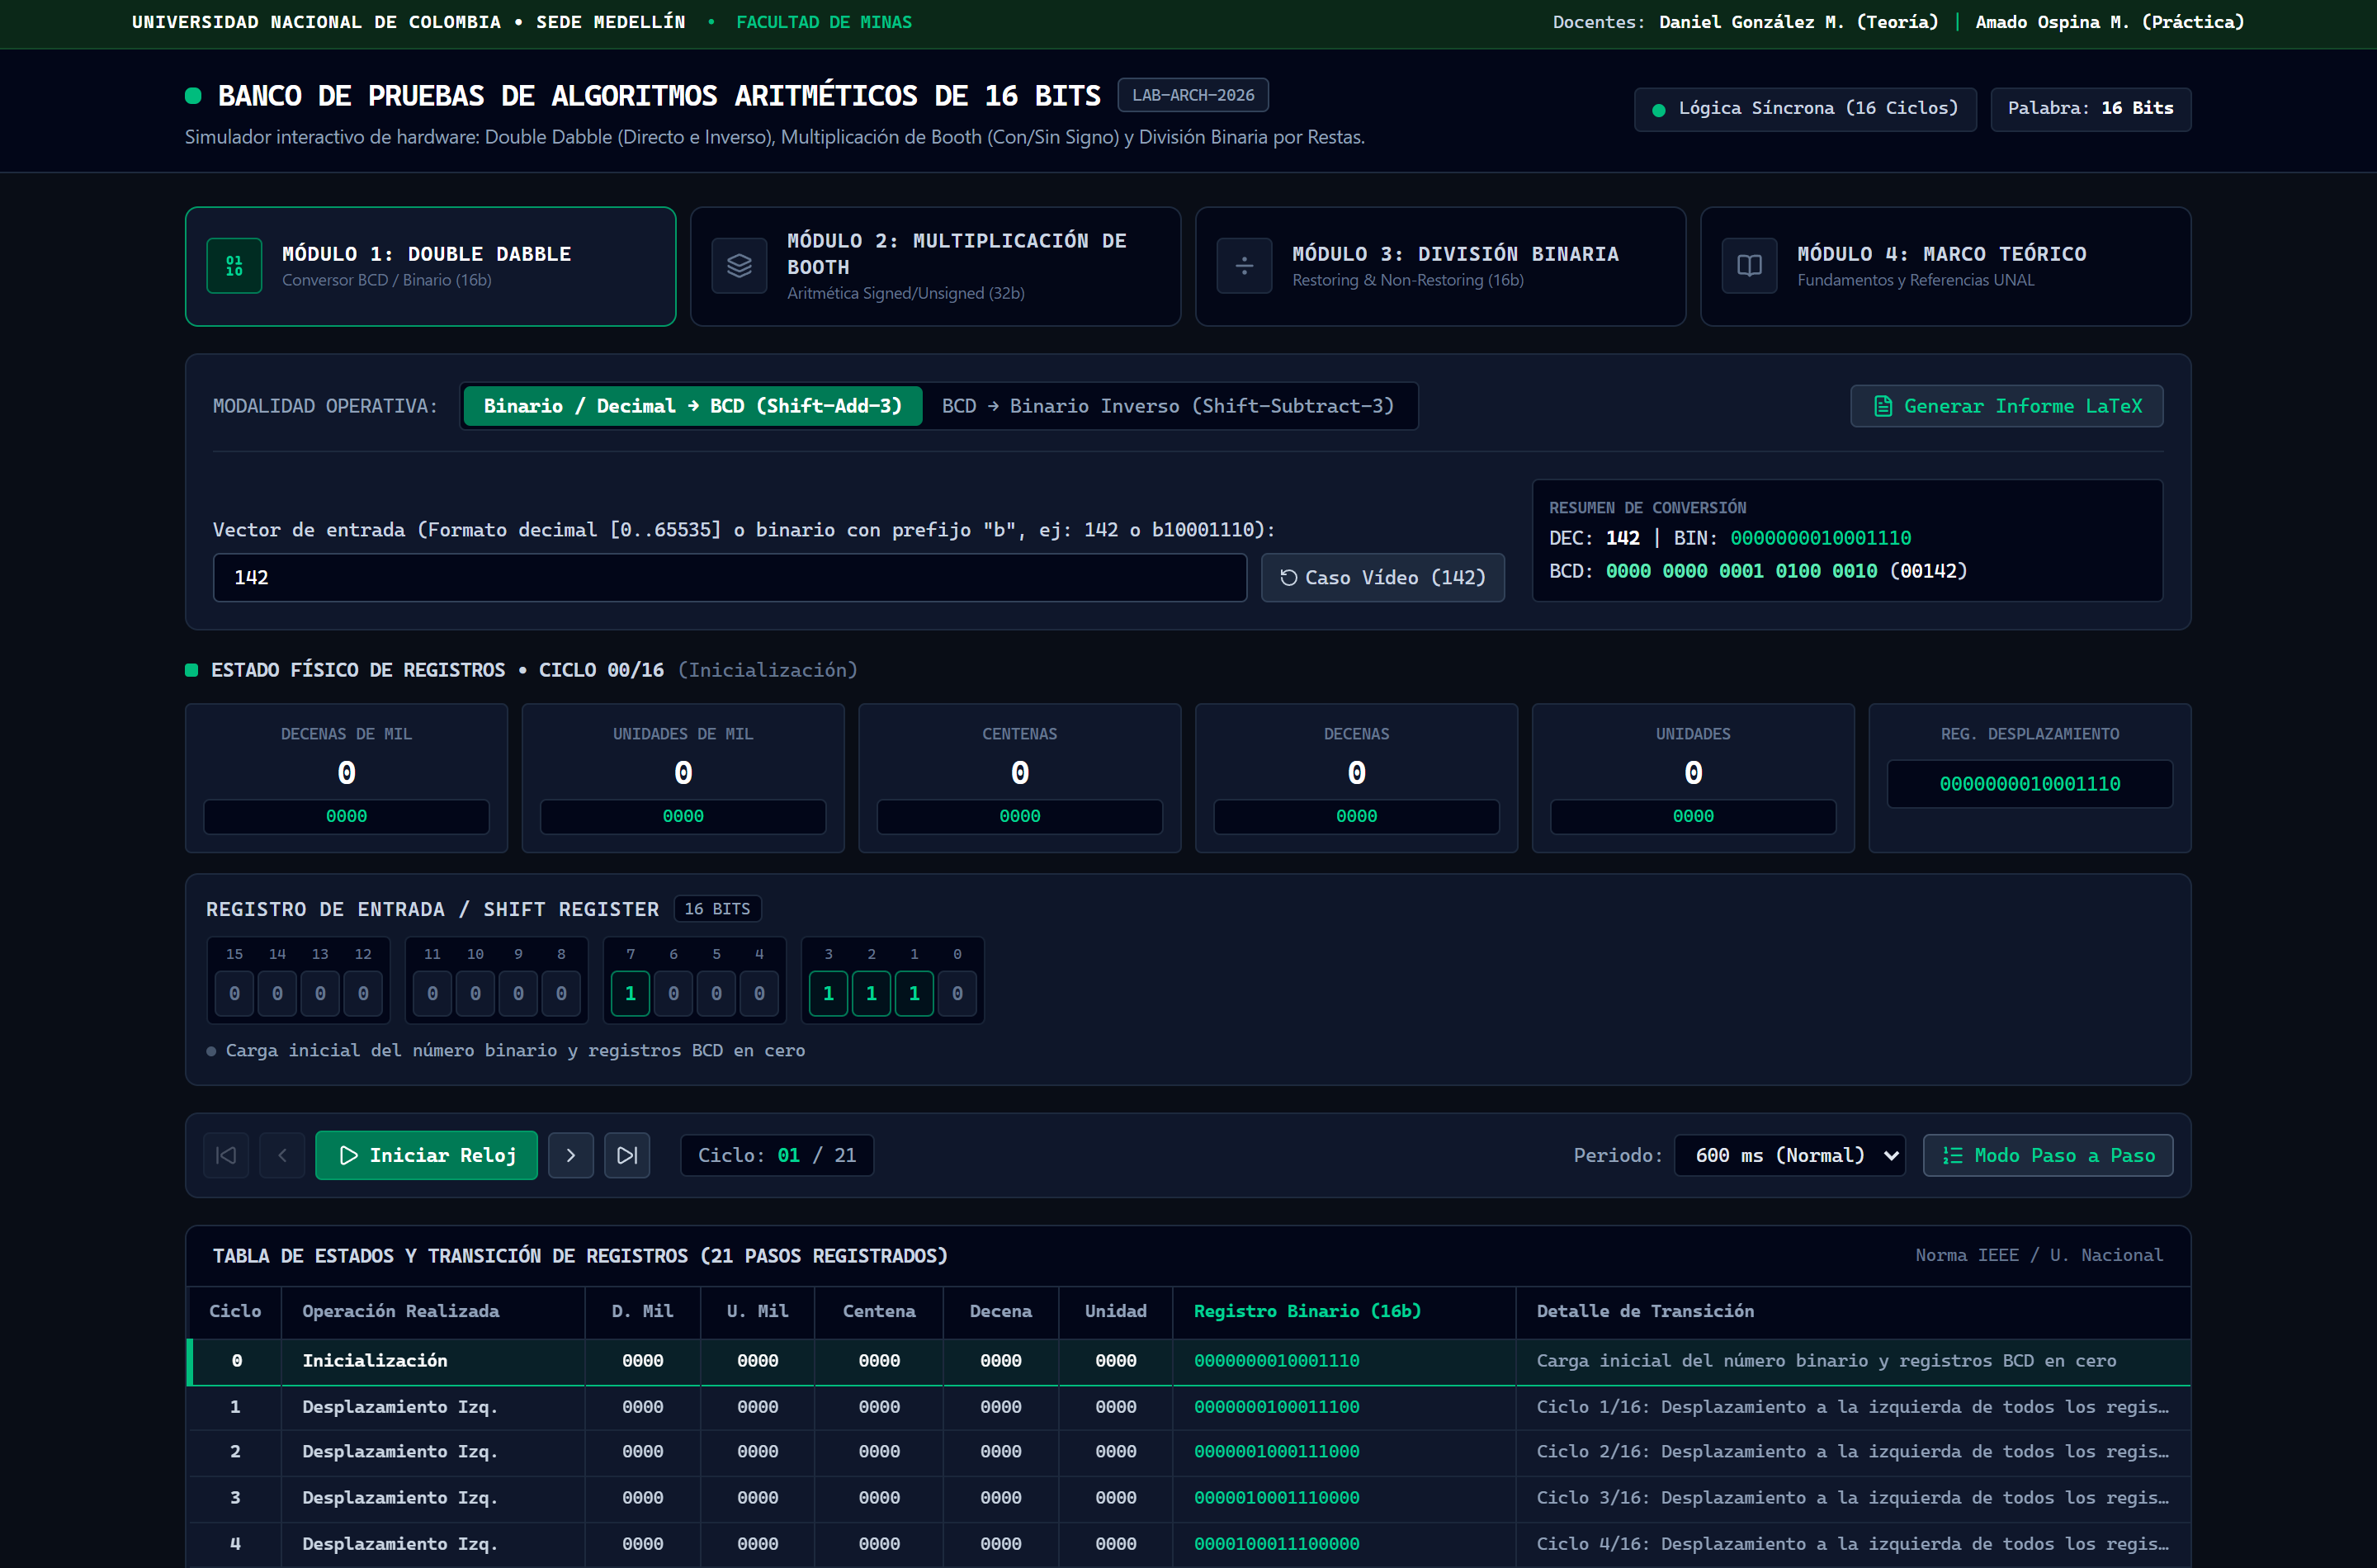 UNIVERSIDAD NACIONAL DE COLOMBIA • SEDE MEDELLÍN • FACULTAD DE MINAS
Docentes: Daniel González M. (Teoría) | Amado Ospina M. (Práctica)
BANCO DE PRUEBAS DE ALGORITMOS ARITMÉTICOS DE 16 BITS LAB-ARCH-2026
Simulador interactivo de hardware: Double Dabble (Directo e Inverso), Multiplicación de Booth (Con/Sin Signo) y División Binaria por Restas.
Lógica Síncrona (16 Ciclos) Palabra: 16 Bits
01
10
MÓDULO 1: DOUBLE DABBLE
Conversor BCD / Binario (16b)
MÓDULO 2: MULTIPLICACIÓN DE
BOOTH
Aritmética Signed/Unsigned (32b)
MÓDULO 3: DIVISIÓN BINARIA
Restoring & Non-Restoring (16b)
MÓDULO 4: MARCO TEÓRICO
Fundamentos y Referencias UNAL
MODALIDAD OPERATIVA: Binario / Decimal → BCD (Shift-Add-3) BCD → Binario Inverso (Shift-Subtract-3) Generar Informe LaTeX
Vector de entrada (Formato decimal [0..65535] o binario con prefijo "b", ej: 142 o b10001110):
142 Caso Vídeo (142)
RESUMEN DE CONVERSIÓN
DEC: 142 | BIN: 0000000010001110
BCD: 0000 0000 0001 0100 0010 (00142)
ESTADO FÍSICO DE REGISTROS • CICLO 00/16 (Inicialización)
DECENAS DE MIL UNIDADES DE MIL CENTENAS DECENAS UNIDADES REG. DESPLAZAMIENTO
0 0 0 0 0 0000000010001110
0000 0000 0000 0000 0000
REGISTRO DE ENTRADA / SHIFT REGISTER 16 BITS
15 14 13 12 11 10 9 8 7 6 5 4 3 2 1 0
0 0 0 0 0 0 0 0 1 0 0 0 1 1 1 0
Carga inicial del número binario y registros BCD en cero
Iniciar Reloj Ciclo: 01 / 21 Periodo: 600 ms (Normal) Modo Paso a Paso
TABLA DE ESTADOS Y TRANSICIÓN DE REGISTROS (21 PASOS REGISTRADOS) Norma IEEE / U. Nacional
Ciclo Operación Realizada D. Mil U. Mil Centena Decena Unidad Registro Binario (16b) Detalle de Transición
0 Inicialización 0000 0000 0000 0000 0000 0000000010001110 Carga inicial del número binario y registros BCD en cero
1 Desplazamiento Izq. 0000 0000 0000 0000 0000 0000000100011100 Ciclo 1/16: Desplazamiento a la izquierda de todos los regis…
2 Desplazamiento Izq. 0000 0000 0000 0000 0000 0000001000111000 Ciclo 2/16: Desplazamiento a la izquierda de todos los regis…
3 Desplazamiento Izq. 0000 0000 0000 0000 0000 0000010001110000 Ciclo 3/16: Desplazamiento a la izquierda de todos los regis…
4 Desplazamiento Izq. 0000 0000 0000 0000 0000 0000100011100000 Ciclo 4/16: Desplazamiento a la izquierda de todos los regis…